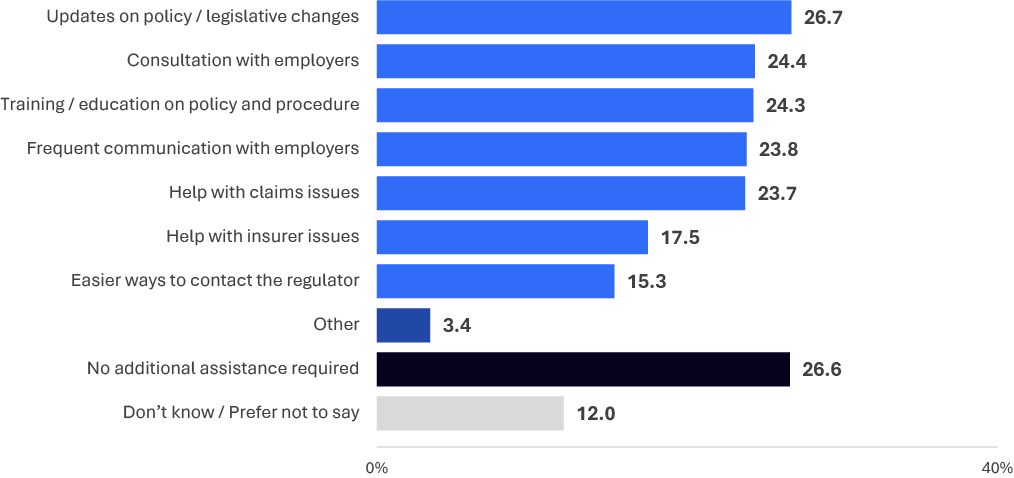 Updates on policy / legislative changes 26.7
Consultation with employers 24.4
Training / education on policy and procedure 24.3
Frequent communication with employers 23.8
Help with claims issues 23.7
Help with insurer issues 17.5
Easier ways to contact the regulator 15.3
Other 3.4
No additional assistance required 26.6
Don’t know / Prefer not to say 12.0
0% 40%